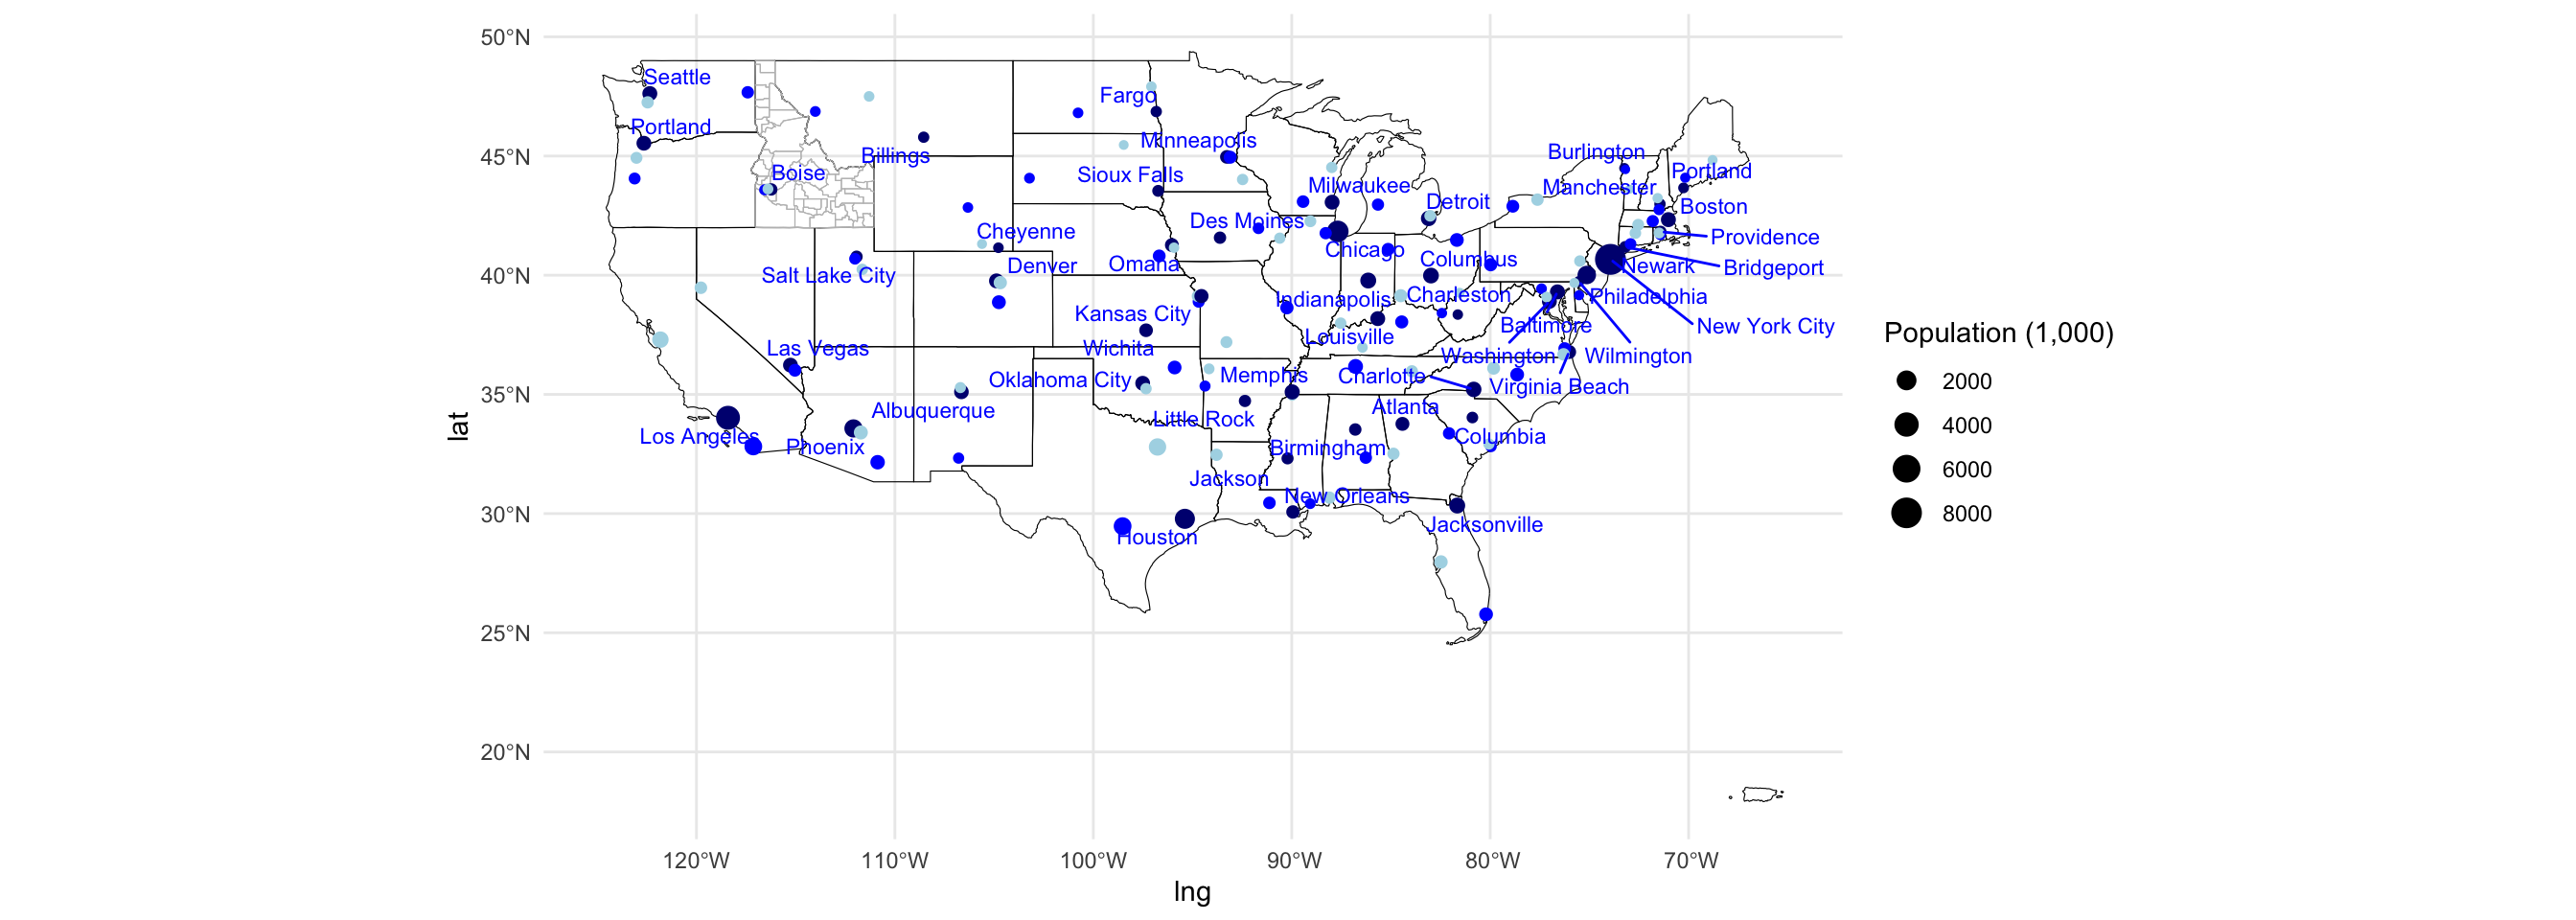 50°N
45°N
40°N
35°N
30°N
25°N
20°N
lat
Seattle
Fargo
Portland
Minneapolis
Burlington
Billings
Boise
Sioux Falls
Portland
Milwaukee
Manchester
Detroit
Boston
Des Moines
Cheyenne
Providence
Chicago
Columbus
Salt Lake City
Denver
Omaha
Newark
Bridgeport
Indianapolis
Charleston
Philadelphia
Kansas City
Baltimore
New York City
Louisville
Las Vegas
Wichita
Washington
Wilmington
Oklahoma City
Memphis
Charlotte
Virginia Beach
Albuquerque
Little Rock
Atlanta
Los Angeles
Phoenix
Birmingham
Columbia
Jackson
New Orleans
Houston
Jacksonville
120°W
110°W
100°W
90°W
80°W
70°W
lng
Population (1,000)
2000
4000
6000
8000